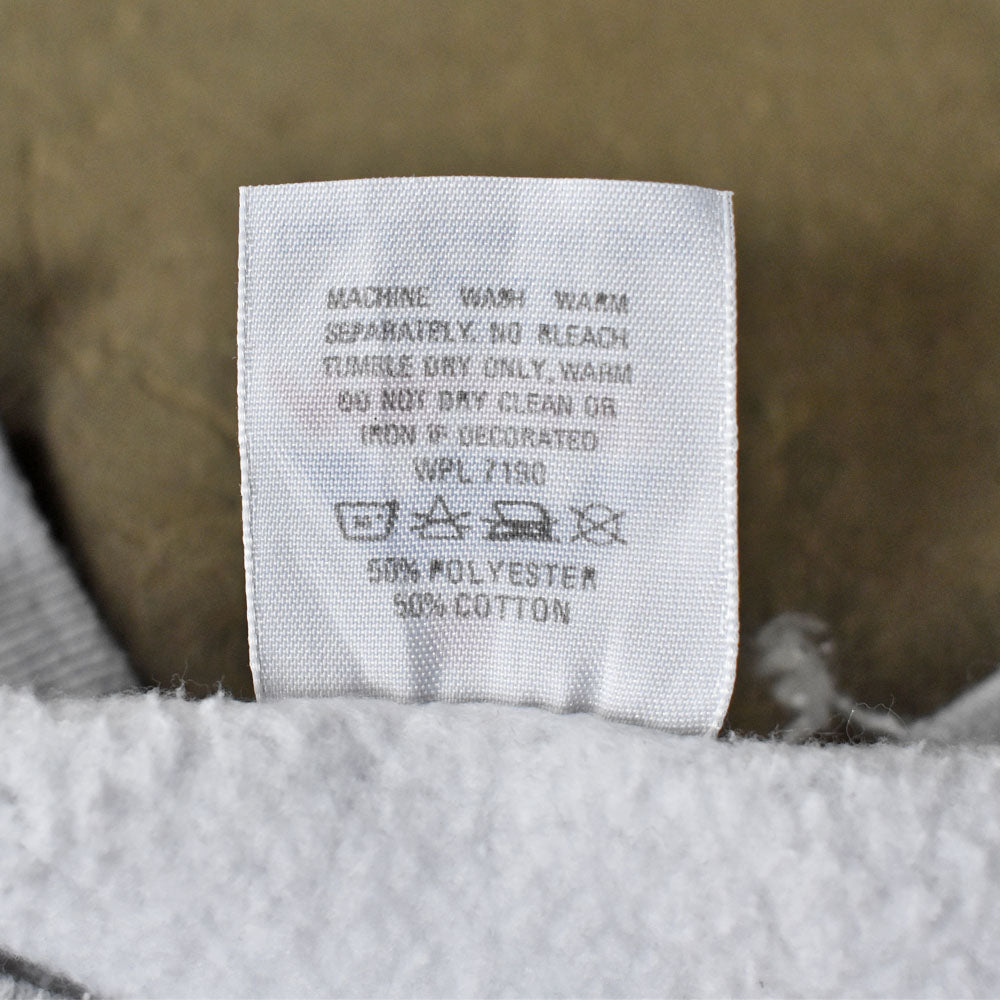 MACHINE WASH WARM
SEPARATELY. NO BLEACH
TUMBLE DRY ONLY, WARM
DO NOT DRY CLEAN OR
IRON IF DECORATED
WPL 7190
50% POLYESTER
50% COTTON